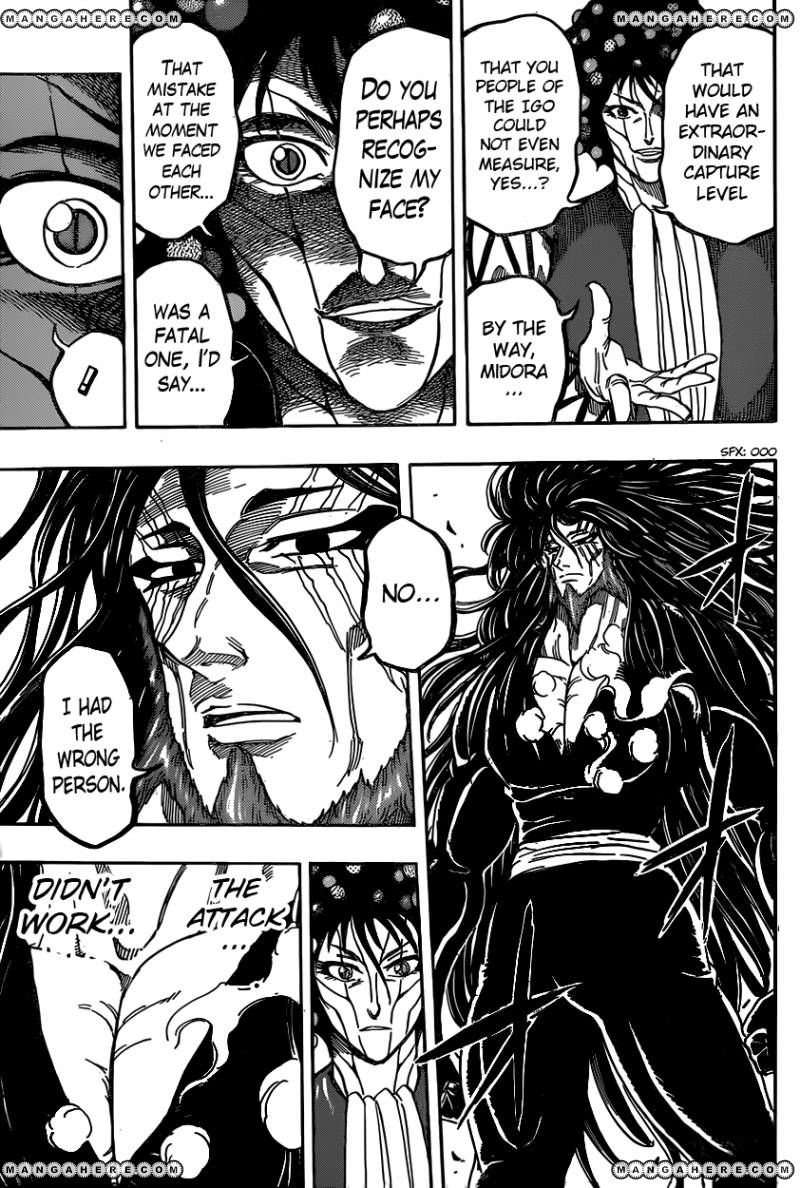 MANGAHERE.COM
MANGAHERE.COM
THAT
WOULD
HAVE AN
EXTRAOR-
DINARY
CAPTURE
LEVEL
THAT YOU
PEOPLE OF
THE IGO
COULD
NOT EVEN
MEASURE,
YES...?
BY THE
WAY,
MIDORA
...
DO YOU
PERHAPS
RECOG-
NIZE MY
FACE?
THAT
MISTAKE
AT THE
MOMENT
WE FACED
EACH
OTHER...
WAS A
FATAL
ONE, I'D
SAY...
!
SFX: OOO
NO...
I HAD
THE
WRONG
PERSON.
THE
ATTACK
....
DIDN'T
WORK...
MANGAHERE.COM
MANGAHERE.COM